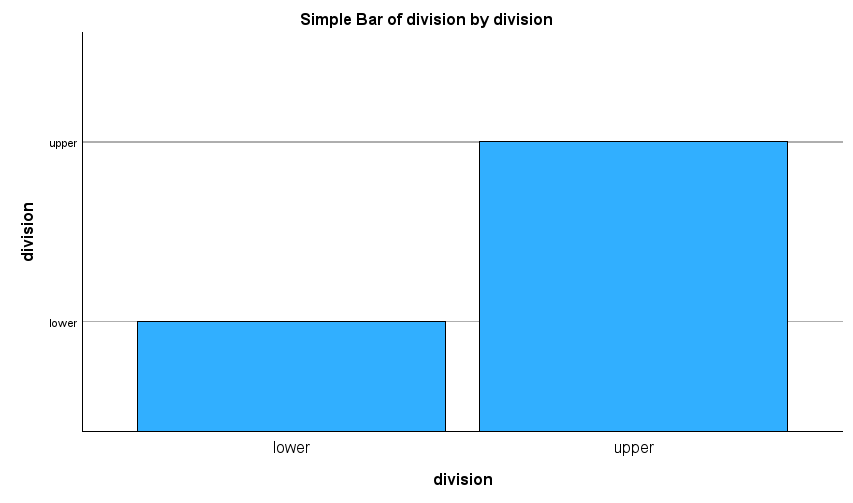 Simple Bar of division by division
upper
division
lower
lower upper
division